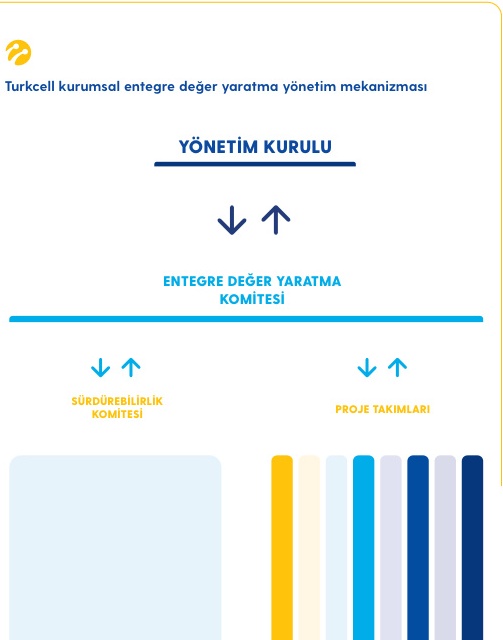 Turkcell kurumsal entegre değer yaratma yönetim mekanizması
YÖNETİM KURULU
ENTEGRE DEĞER YARATMA
KOMİTESİ
SÜRDÜREBİLİRLİK
KOMİTESİ
PROJE TAKIMLARI